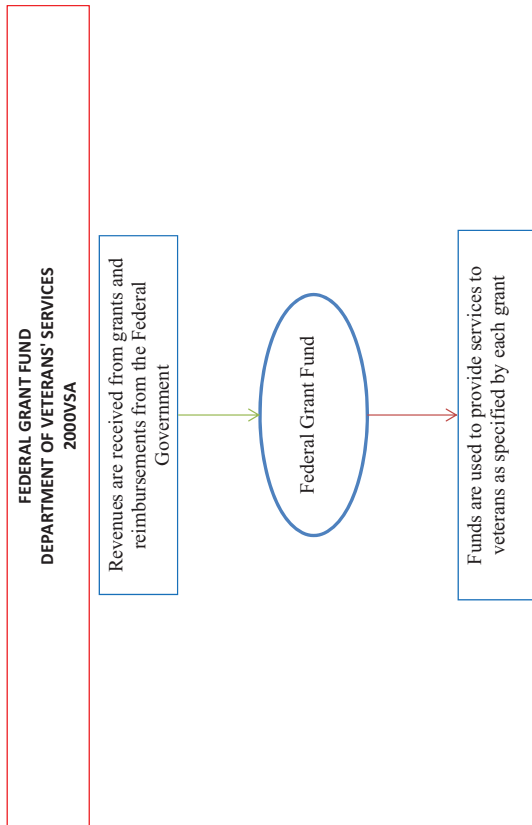 FEDERAL GRANT FUND
DEPARTMENT OF VETERANS' SERVICES
2000VSA
Revenues are received from grants and
reimbursements from the Federal
Government
Federal Grant Fund
Funds are used to provide services to
veterans as specified by each grant